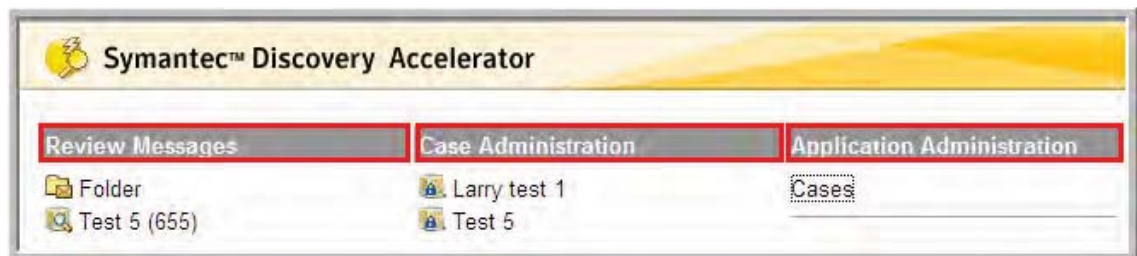 Symantec™ Discovery Accelerator
Review Messages
Case Administration
Application Administration
Folder
Larry test 1
Cases
Test 5 (655)
Test 5